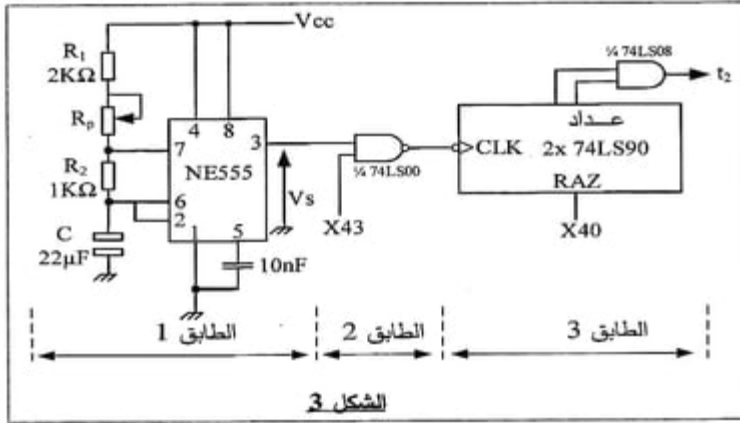 Vcc
R1
2KΩ
Rp
R2
1KΩ
C
22µF
4
8
7
3
NE555
6
2
1
5
10nF
Vs
¼ 74LS00
X43
¼ 74LS08
t2
عداد
CLK
2x 74LS90
RAZ
X40
الطابق 1
الطابق 2
الطابق 3
الشكل 3